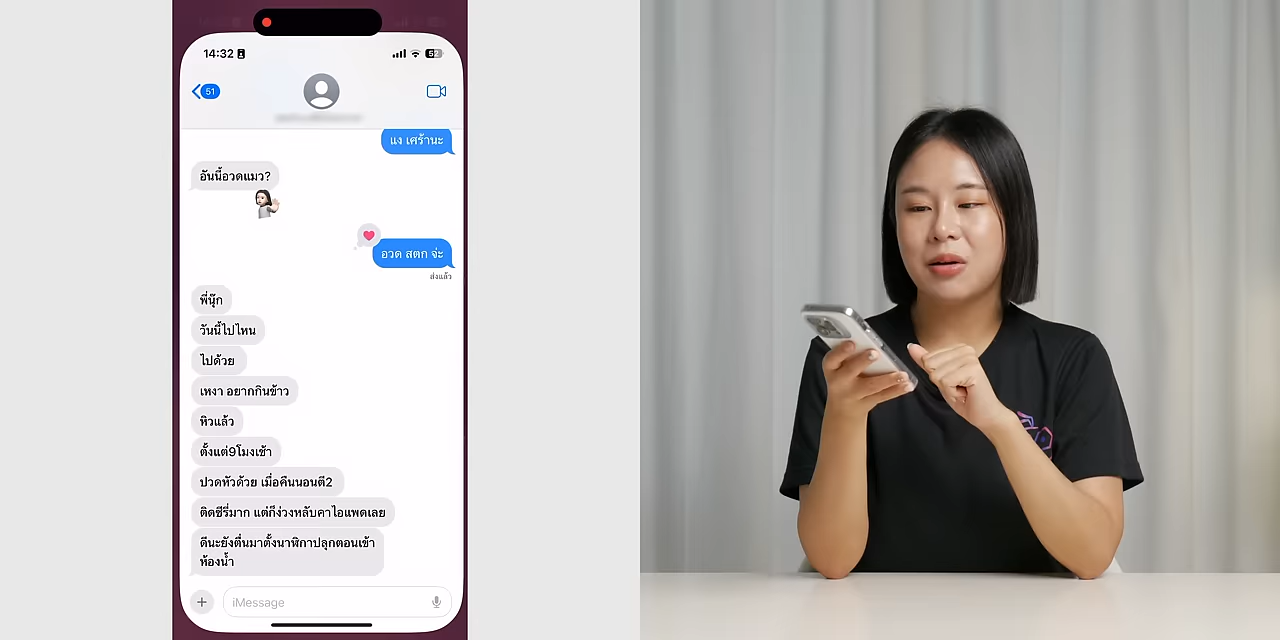 14:32
52
51
แง เศร้านะ
อันนี้อวดแมว?
อวด สตก จ่ะ
ส่งแล้ว
พี่นุ๊ก
วันนี้ไปไหน
ไปด้วย
เหงา อยากกินข้าว
หิวแล้ว
ตั้งแต่9โมงเช้า
ปวดหัวด้วย เมื่อคืนนอนตี2
ติดซีรี่มาก แต่ก็ง่วงหลับคาไอแพดเลย
ดีนะยังตื่นมาตั้งนาฬิกาปลุกตอนเข้า
ห้องน้ำ
iMessage